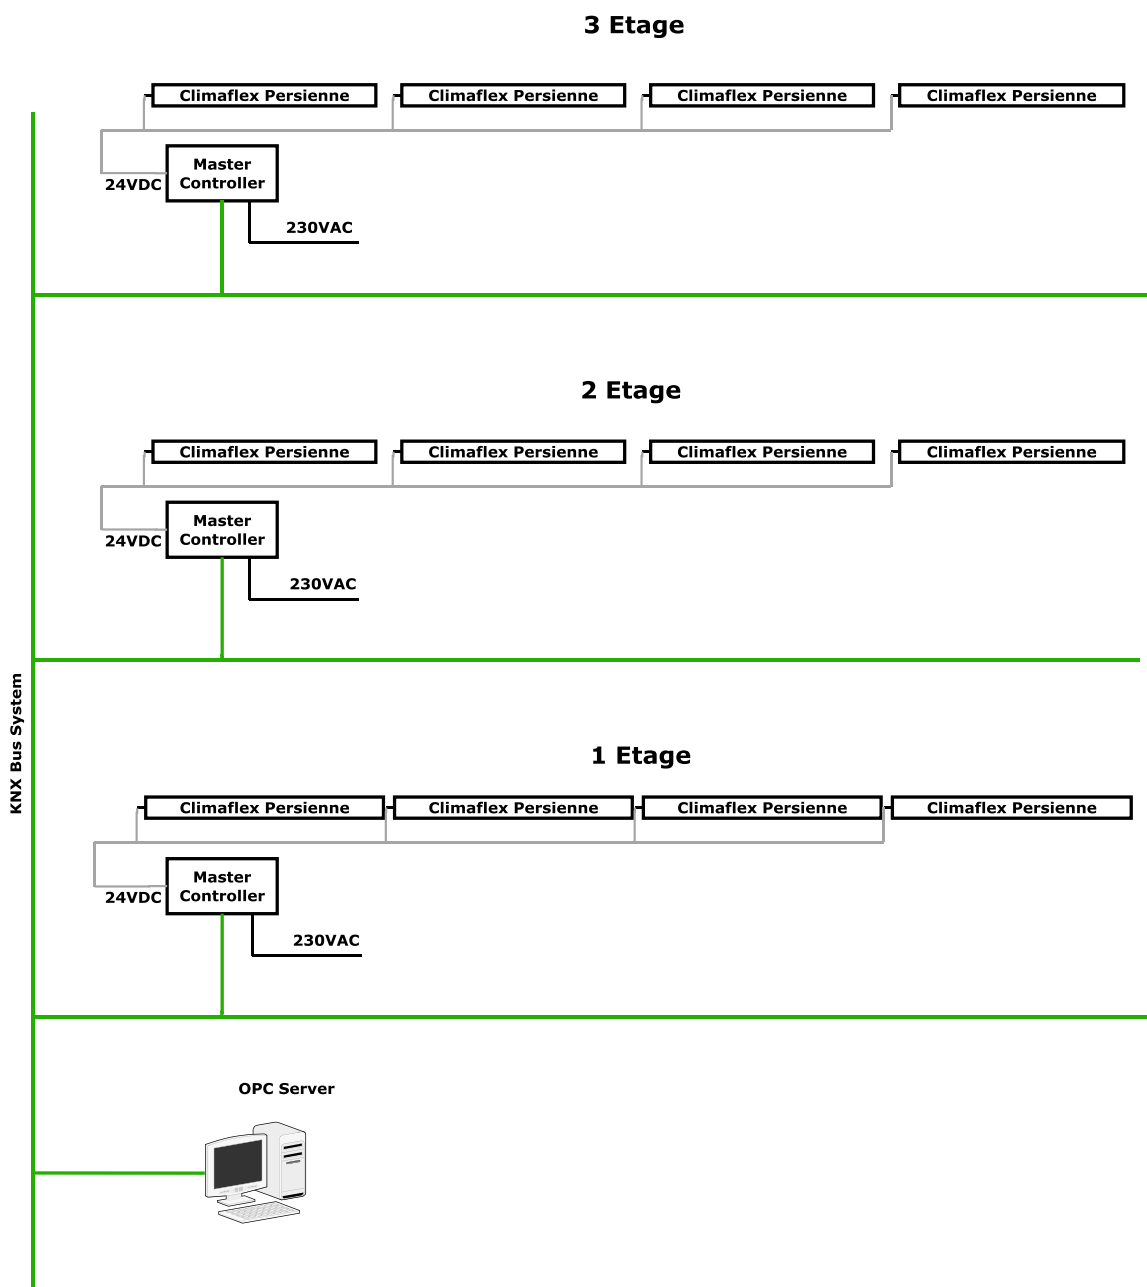 3 Etage
Climaflex Persienne
Climaflex Persienne
Climaflex Persienne
Climaflex Persienne
Master
Controller
24VDC
230VAC
2 Etage
Climaflex Persienne
Climaflex Persienne
Climaflex Persienne
Climaflex Persienne
Master
Controller
24VDC
230VAC
KNX Bus System
1 Etage
Climaflex Persienne
Climaflex Persienne
Climaflex Persienne
Climaflex Persienne
Master
Controller
24VDC
230VAC
OPC Server